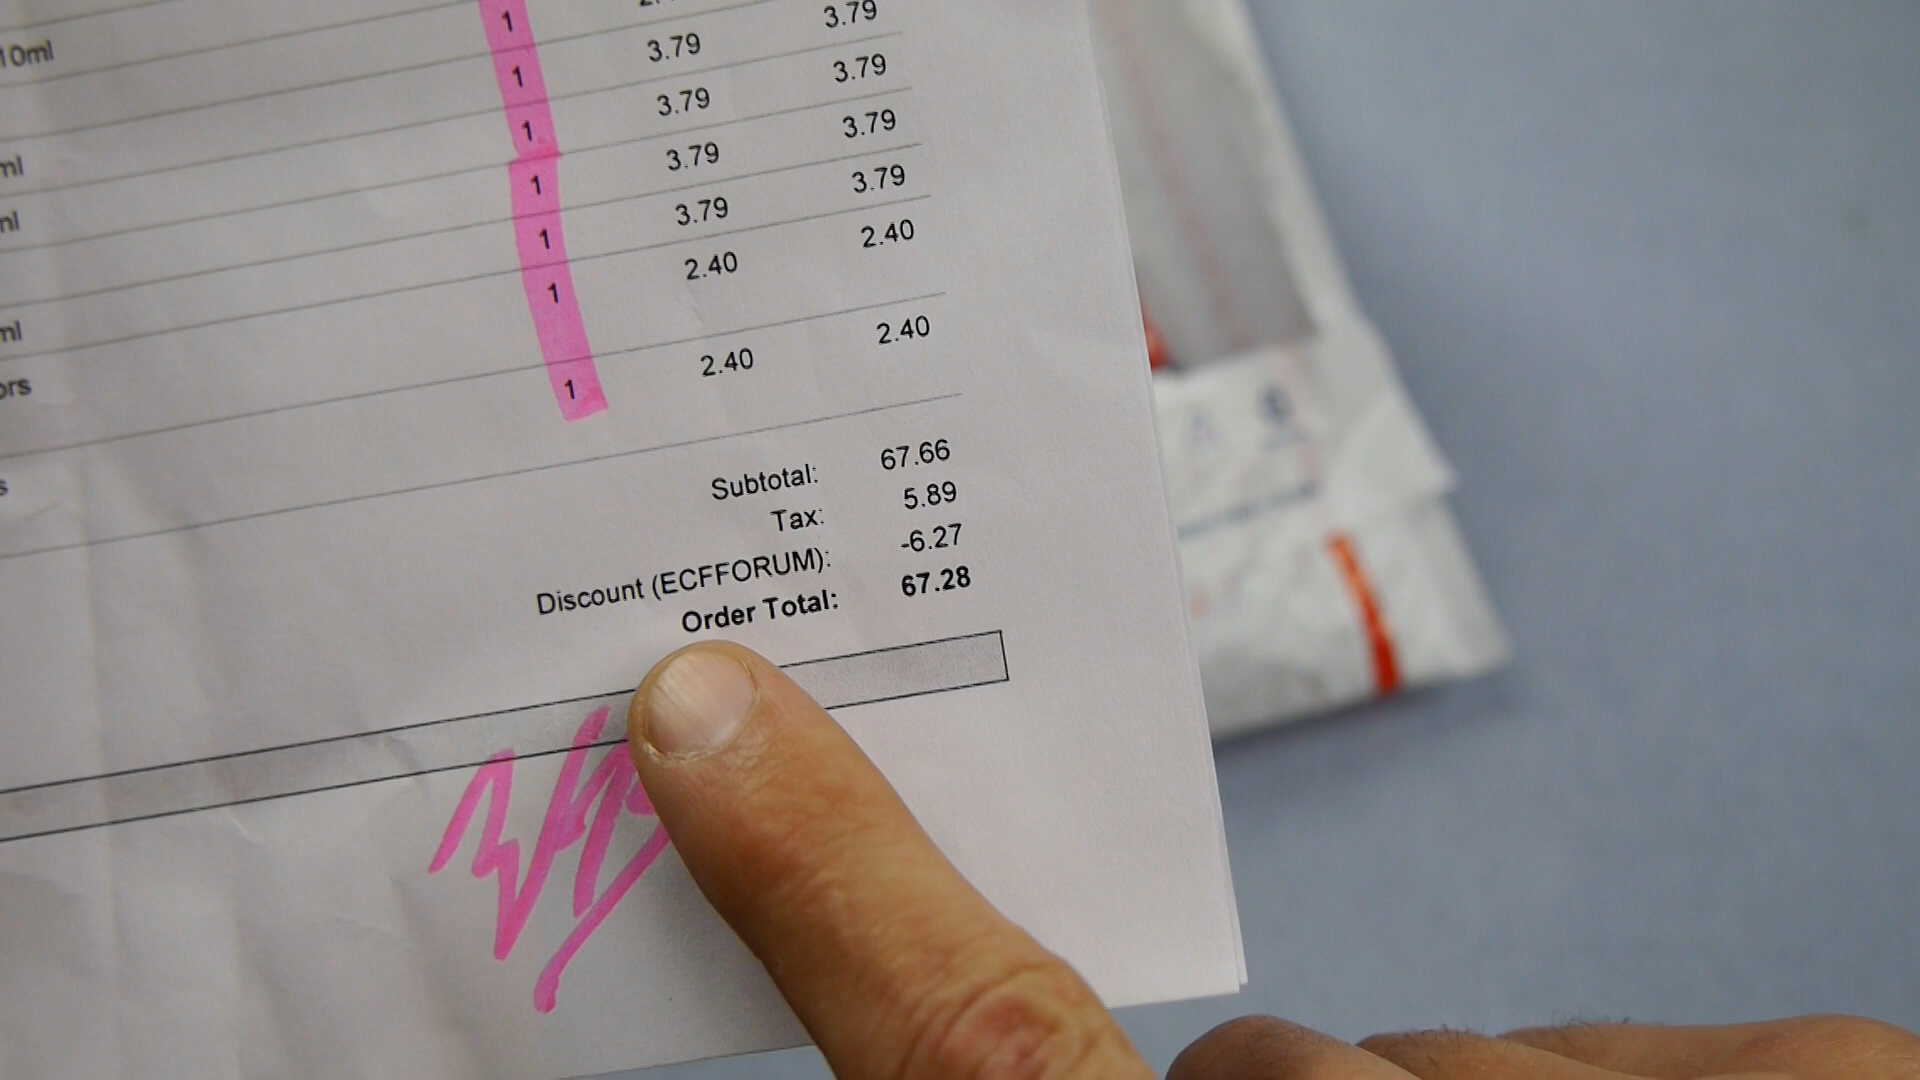 10ml 1 3.79
1 3.79 3.79
ml 1 3.79 3.79
ml 1 3.79 3.79
1 3.79 2.40
ml 1 2.40
ors 1 2.40 2.40
s
Subtotal: 67.66
Tax: 5.89
Discount (ECFFORUM): -6.27
Order Total: 67.28